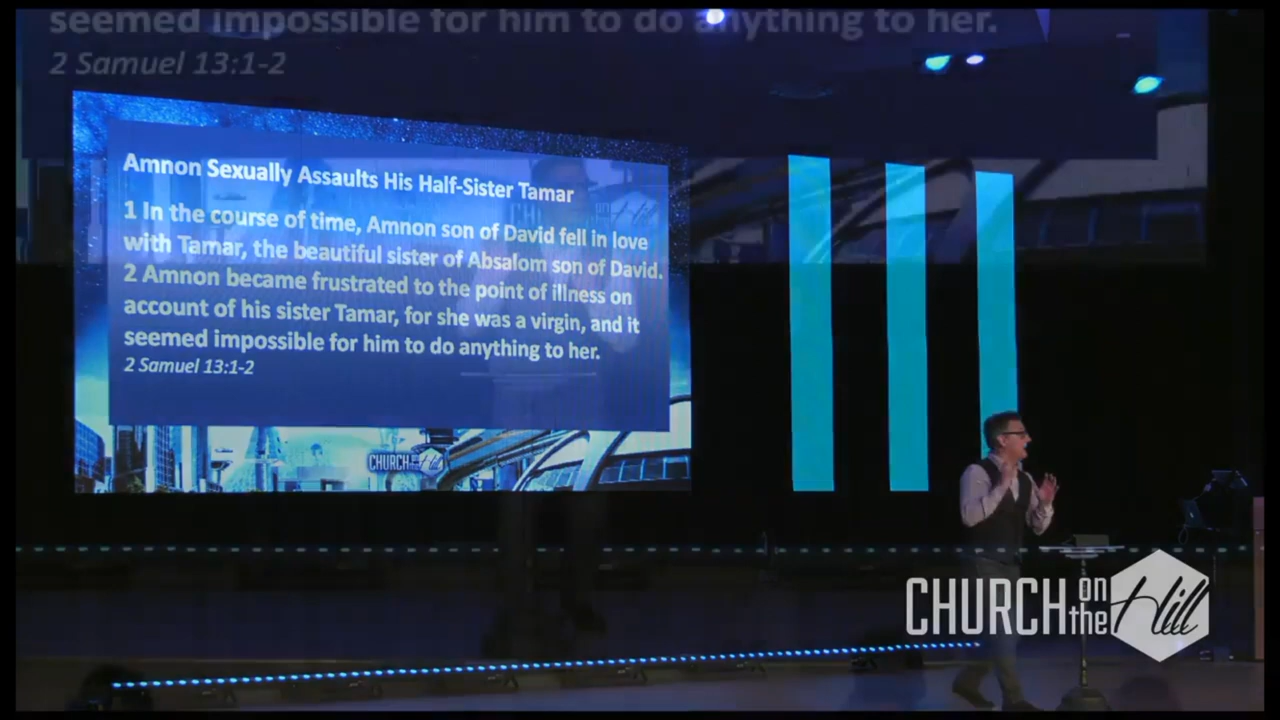 seemed impossible for him to do anything to her.
2 Samuel 13:1-2
Amnon Sexually Assaults His Half-Sister Tamar
1 In the course of time, Amnon son of David fell in love
with Tamar, the beautiful sister of Absalom son of David.
2 Amnon became frustrated to the point of illness on
account of his sister Tamar, for she was a virgin, and it
seemed impossible for him to do anything to her.
2 Samuel 13:1-2
CHURCH on the Hill
CHURCH on the Hill